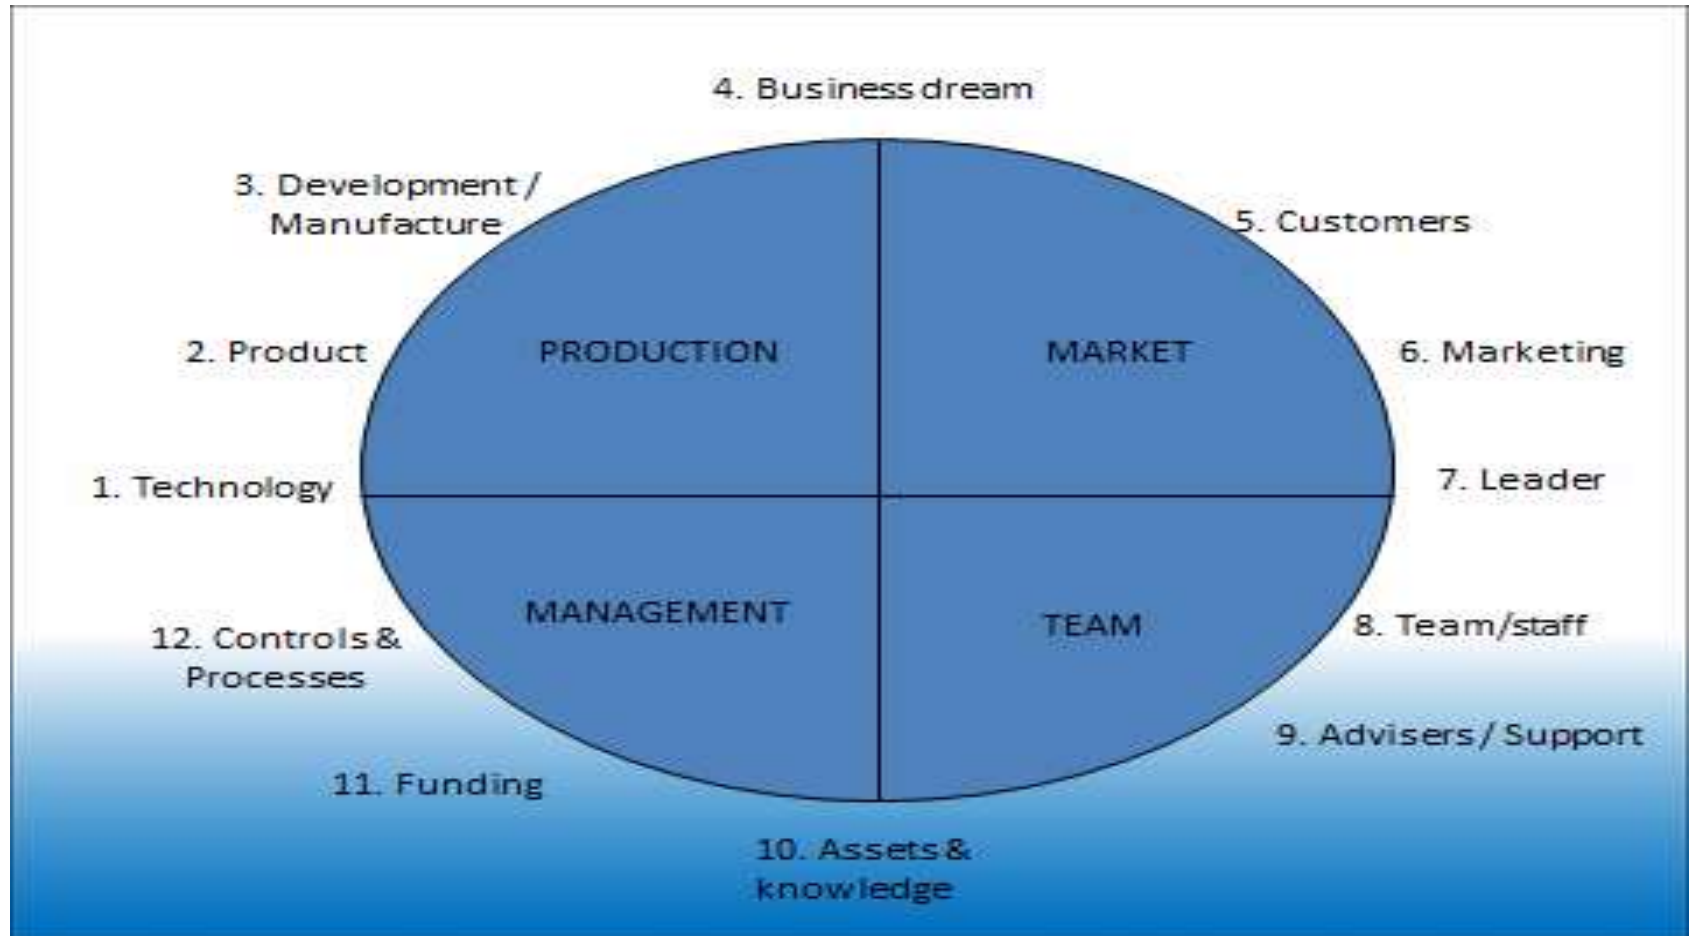 4. Business dream
3. Development /
Manufacture
5. Customers
2. Product
PRODUCTION
MARKET
6. Marketing
1. Technology
7. Leader
MANAGEMENT
TEAM
8. Team/staff
12. Controls &
Processes
9. Advisers / Support
11. Funding
10. Assets &
knowledge